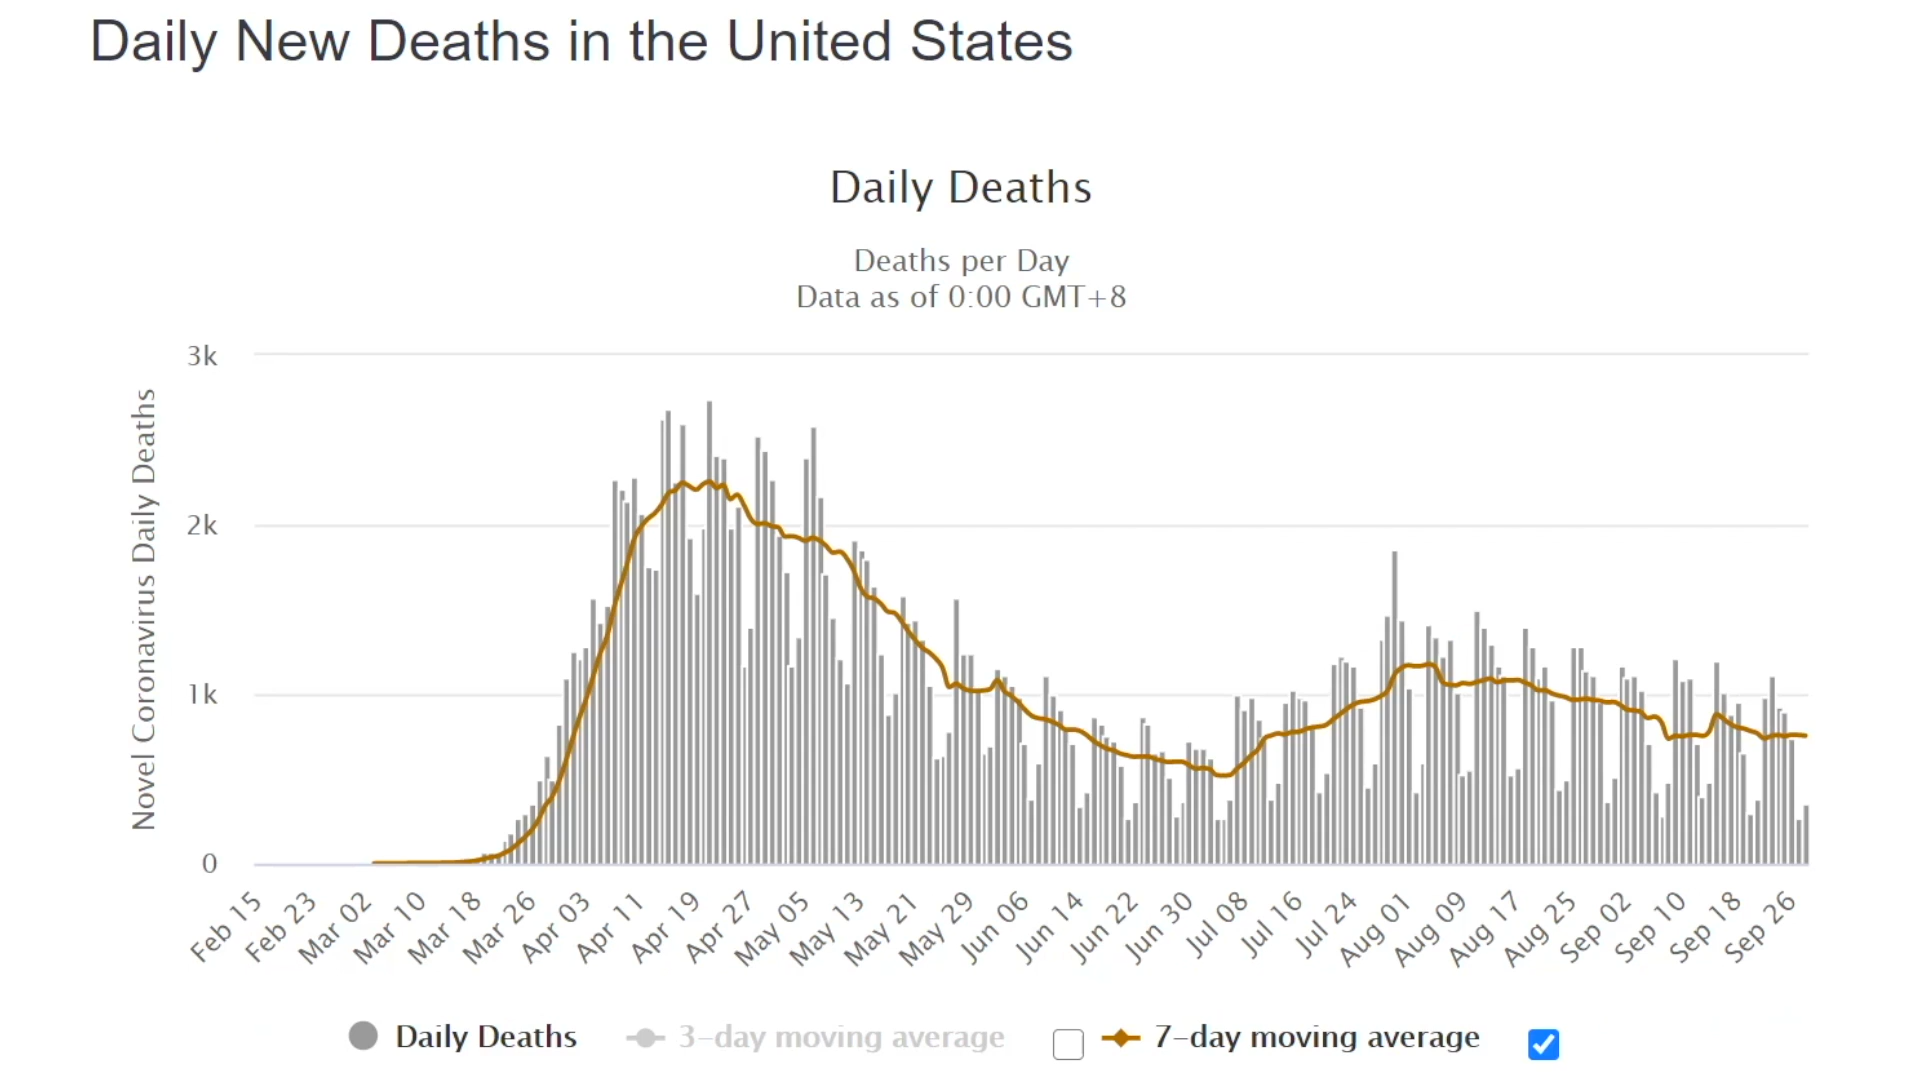 Daily New Deaths in the United States
Daily Deaths
Deaths per Day
Data as of 0:00 GMT+8
Novel Coronavirus Daily Deaths
3k
2k
1k
0
Feb 15
Feb 23
Mar 02
Mar 10
Mar 18
Mar 26
Apr 03
Apr 11
Apr 19
Apr 27
May 05
May 13
May 21
May 29
Jun 06
Jun 14
Jun 22
Jun 30
Jul 08
Jul 16
Jul 24
Aug 01
Aug 09
Aug 17
Aug 25
Sep 02
Sep 10
Sep 18
Sep 26
Daily Deaths 3-day moving average 7-day moving average